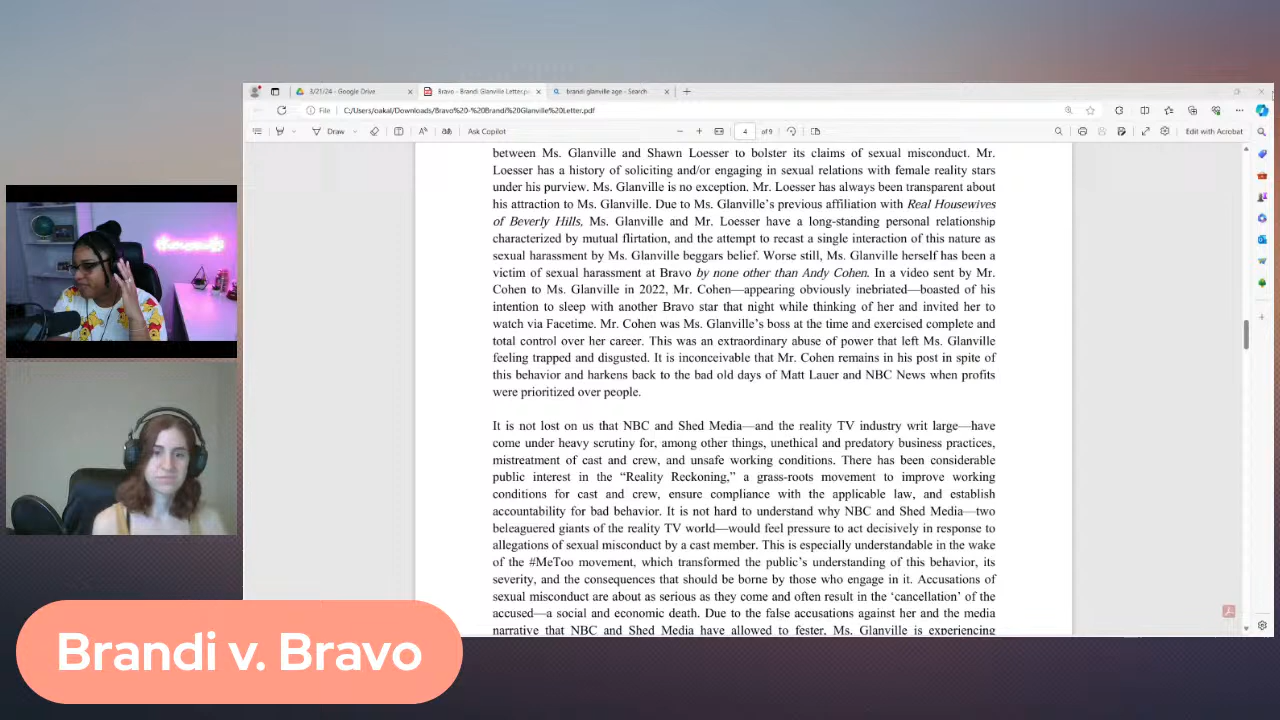 3/21/24 - Google Drive
Bravo - Brandi Glanville Letter.p
brandi glanville age - Search
File
C:/Users/oakal/Downloads/Bravo%20-%20Brandi%20Glanville%20Letter.pdf
Draw
Ask Copilot
4 of 9
Edit with Acrobat
between Ms. Glanville and Shawn Loesser to bolster its claims of sexual misconduct. Mr.
Loesser has a history of soliciting and/or engaging in sexual relations with female reality stars
under his purview. Ms. Glanville is no exception. Mr. Loesser has always been transparent about
his attraction to Ms. Glanville. Due to Ms. Glanville's previous affiliation with Real Housewives
of Beverly Hills, Ms. Glanville and Mr. Loesser have a long-standing personal relationship
characterized by mutual flirtation, and the attempt to recast a single interaction of this nature as
sexual harassment by Ms. Glanville beggars belief. Worse still, Ms. Glanville herself has been a
victim of sexual harassment at Bravo by none other than Andy Cohen. In a video sent by Mr.
Cohen to Ms. Glanville in 2022, Mr. Cohen—appearing obviously inebriated—boasted of his
intention to sleep with another Bravo star that night while thinking of her and invited her to
watch via Facetime. Mr. Cohen was Ms. Glanville's boss at the time and exercised complete and
total control over her career. This was an extraordinary abuse of power that left Ms. Glanville
feeling trapped and disgusted. It is inconceivable that Mr. Cohen remains in his post in spite of
this behavior and harkens back to the bad old days of Matt Lauer and NBC News when profits
were prioritized over people.
It is not lost on us that NBC and Shed Media—and the reality TV industry writ large—have
come under heavy scrutiny for, among other things, unethical and predatory business practices,
mistreatment of cast and crew, and unsafe working conditions. There has been considerable
public interest in the “Reality Reckoning,” a grass-roots movement to improve working
conditions for cast and crew, ensure compliance with the applicable law, and establish
accountability for bad behavior. It is not hard to understand why NBC and Shed Media—two
beleaguered giants of the reality TV world—would feel pressure to act decisively in response to
allegations of sexual misconduct by a cast member. This is especially understandable in the wake
of the #MeToo movement, which transformed the public's understanding of this behavior, its
severity, and the consequences that should be borne by those who engage in it. Accusations of
sexual misconduct are about as serious as they come and often result in the 'cancellation' of the
accused—a social and economic death. Due to the false accusations against her and the media
narrative that NBC and Shed Media have allowed to fester, Ms. Glanville is experiencing
Brandi v. Bravo